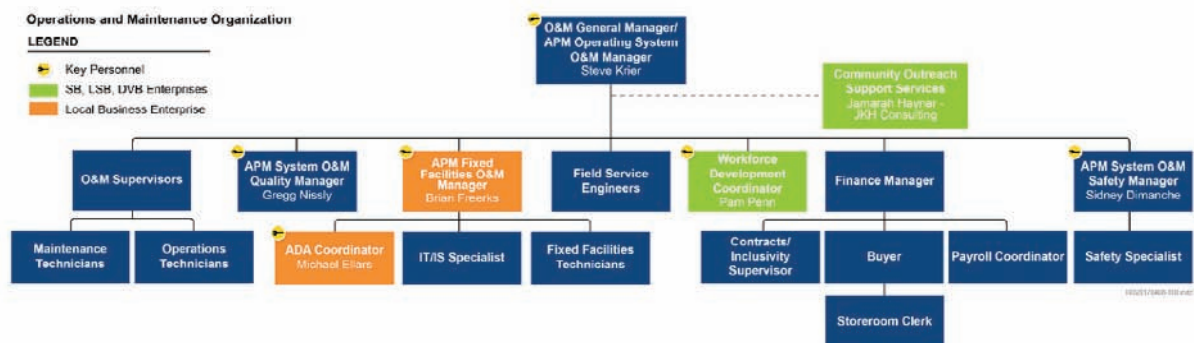 Operations and Maintenance Organization
LEGEND
Key Personnel
SB, LSB, DVB Enterprises
Local Business Enterprise
O&M General Manager/
APM Operating System
O&M Manager
Steve Krier
Community Outreach
Support Services
JKH Consulting
O&M Supervisors
APM System O&M
Quality Manager
Gregg Nissly
APM Fixed
Facilities O&M
Manager
Brian Freerks
Field Service
Engineers
Workforce
Development
Coordinator
Pam Penn
Finance Manager
APM System O&M
Safety Manager
Sidney Dimanche
Maintenance
Technicians
Operations
Technicians
ADA Coordinator
Michael
IT/IS Specialist
Fixed Facilities
Technicians
Contracts/
Inclusivity
Supervisor
Buyer
Payroll Coordinator
Safety Specialist
Storeroom Clerk